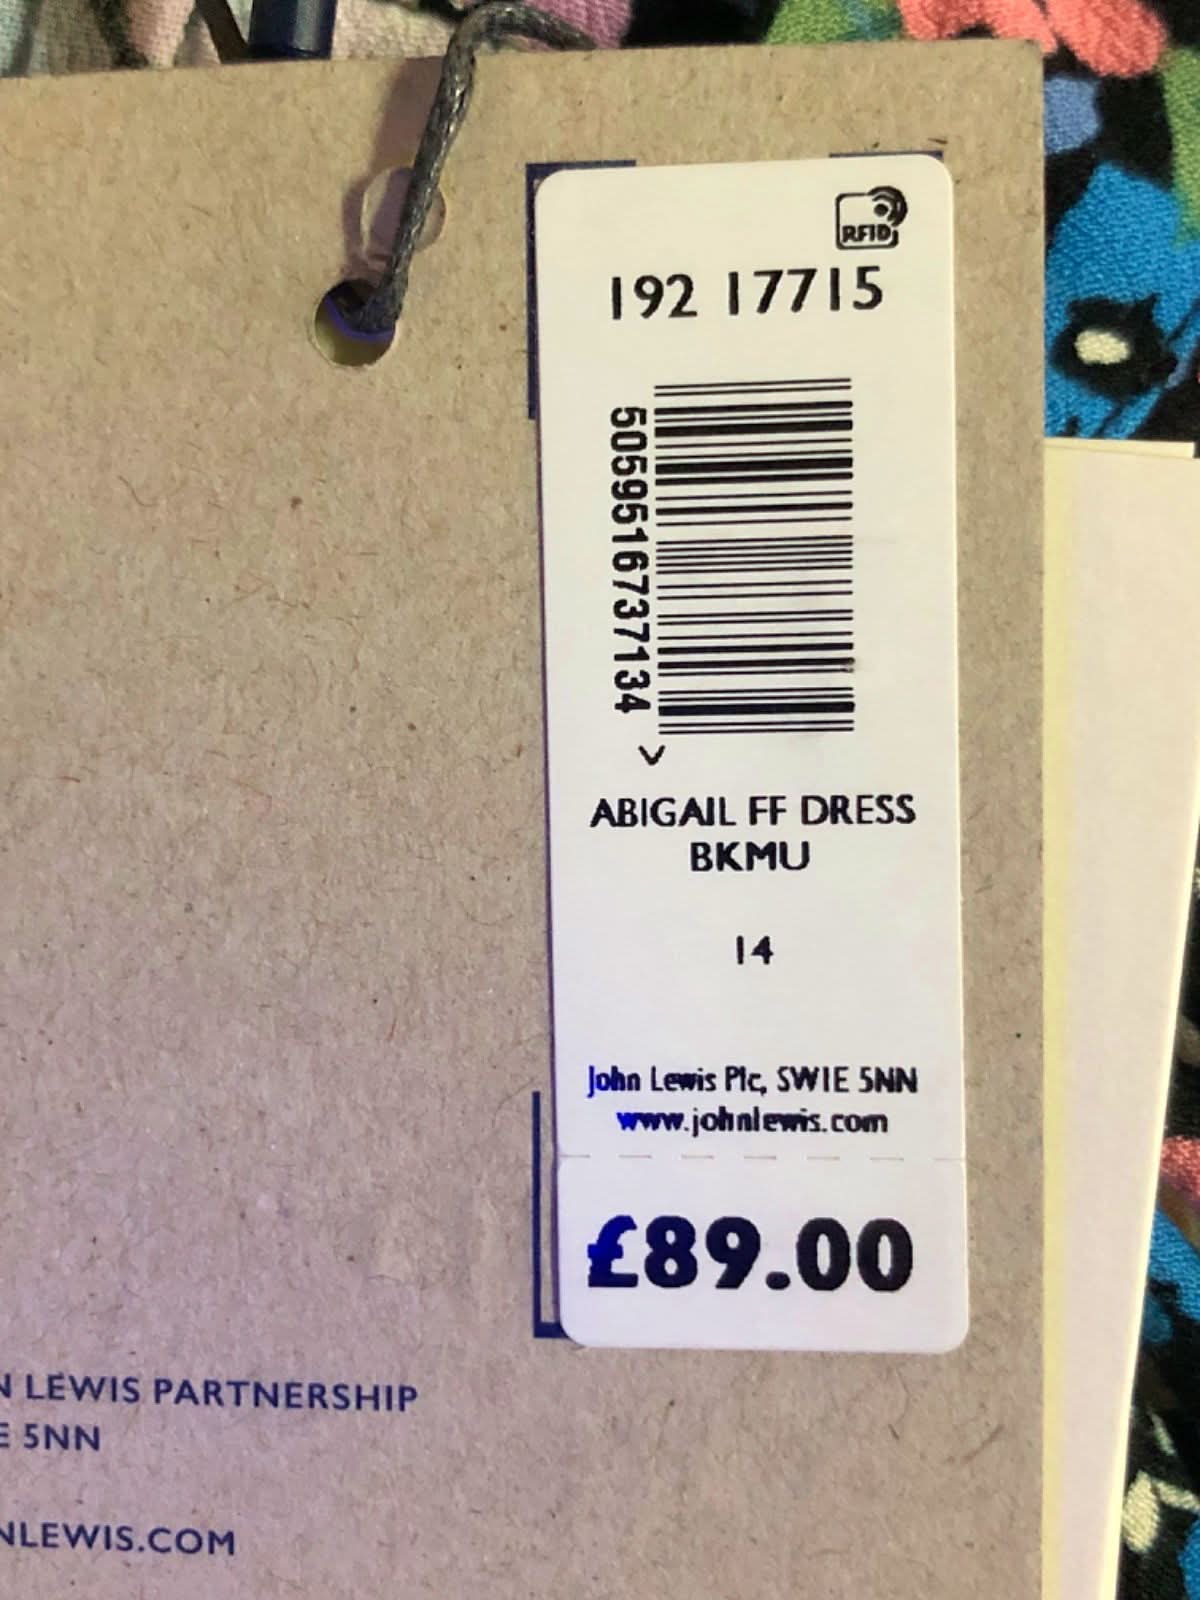 RFID
192 17715
5059516737134 >
ABIGAIL FF DRESS
BKMU
14
John Lewis Plc, SW1E 5NN
www.johnlewis.com
£89.00
N LEWIS PARTNERSHIP
E 5NN
NLEWIS.COM